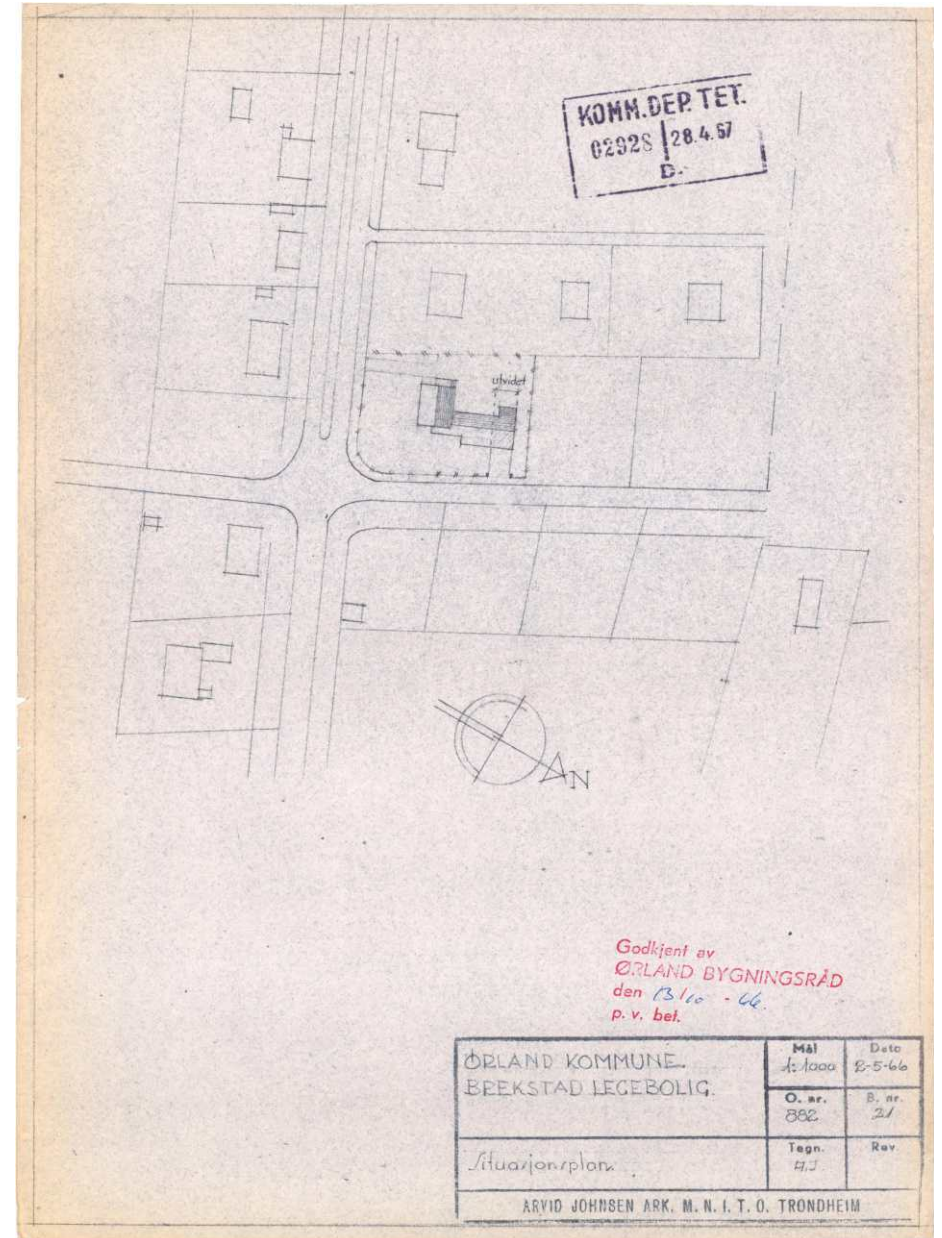 KOMM.DEP. TET.
02928 28.4.67
D.
utvidet
N
Godkjent av
ØRLAND BYGNINGSRÅD
den 13/10 - 66.
p. v. bet.
ØRLAND KOMMUNE.
BREKSTAD LEGEBOLIG.
Mål
1:1000
Dato
2-5-66
O. nr.
882
B. nr.
21
Situasjonsplan.
Tegn.
A.J
Rev
ARVID JOHNSEN ARK. M. N. I. T. O. TRONDHEIM